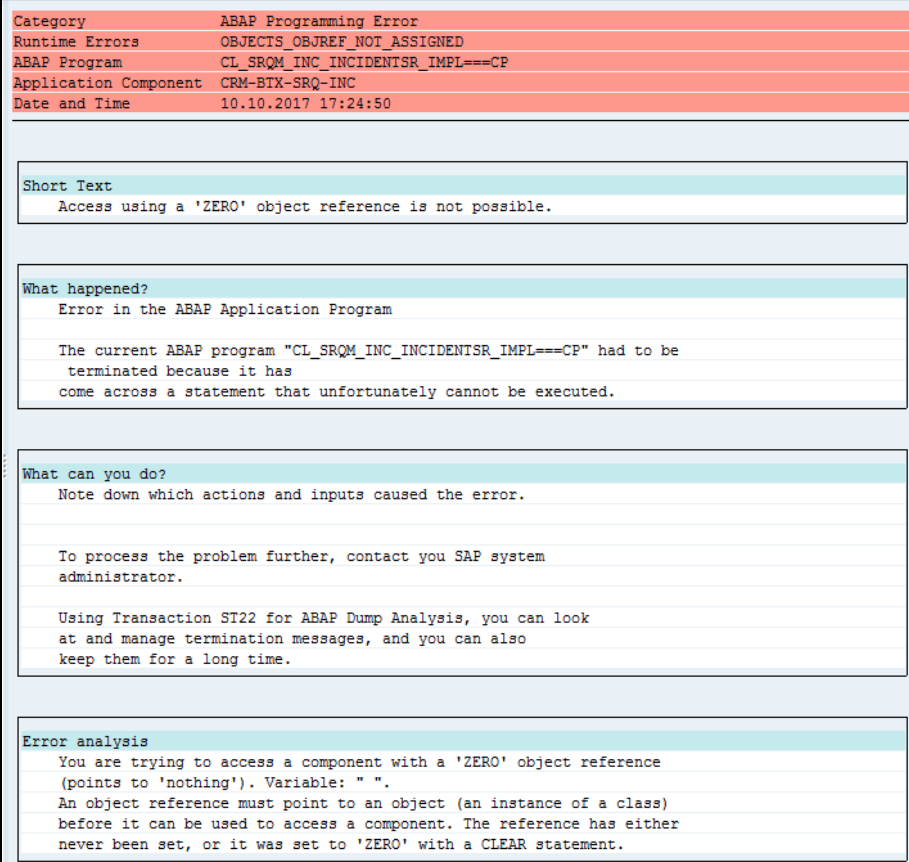 Category ABAP Programming Error
Runtime Errors OBJECTS_OBJREF_NOT_ASSIGNED
ABAP Program CL_SRQM_INC_INCIDENTSR_IMPL===CP
Application Component CRM-BTX-SRQ-INC
Date and Time 10.10.2017 17:24:50
Short Text
Access using a 'ZERO' object reference is not possible.
What happened?
Error in the ABAP Application Program
The current ABAP program "CL_SRQM_INC_INCIDENTSR_IMPL===CP" had to be
terminated because it has
come across a statement that unfortunately cannot be executed.
What can you do?
Note down which actions and inputs caused the error.
To process the problem further, contact you SAP system
administrator.
Using Transaction ST22 for ABAP Dump Analysis, you can look
at and manage termination messages, and you can also
keep them for a long time.
Error analysis
You are trying to access a component with a 'ZERO' object reference
(points to 'nothing'). Variable: " ".
An object reference must point to an object (an instance of a class)
before it can be used to access a component. The reference has either
never been set, or it was set to 'ZERO' with a CLEAR statement.